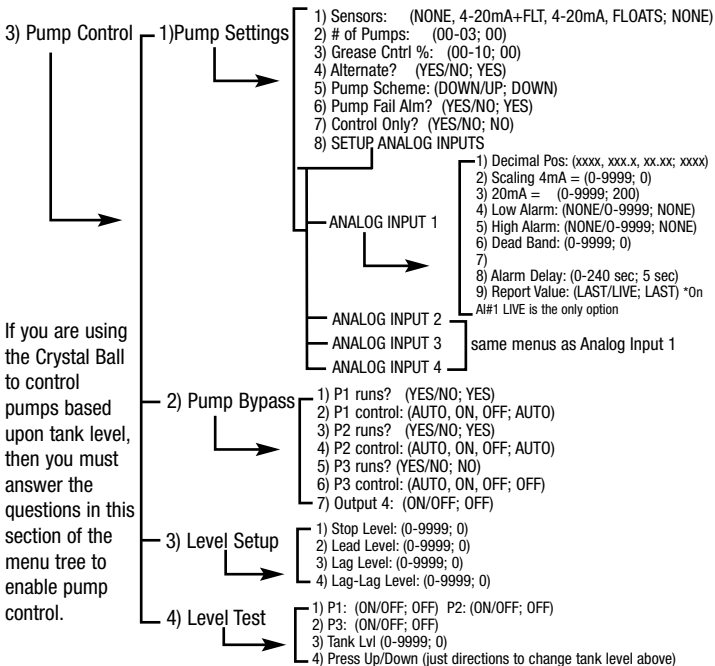 3) Pump Control
1)Pump Settings
1) Sensors: (NONE, 4-20mA+FLT, 4-20mA, FLOATS; NONE)
2) # of Pumps: (00-03; 00)
3) Grease Cntrl %: (00-10; 00)
4) Alternate? (YES/NO; YES)
5) Pump Scheme: (DOWN/UP; DOWN)
6) Pump Fail Alm? (YES/NO; YES)
7) Control Only? (YES/NO; NO)
8) SETUP ANALOG INPUTS
ANALOG INPUT 1
1) Decimal Pos: (xxxx, xxx.x, xx.xx; xxxx)
2) Scaling 4mA = (0-9999; 0)
3) 20mA = (0-9999; 200)
4) Low Alarm: (NONE/0-9999; NONE)
5) High Alarm: (NONE/0-9999; NONE)
6) Dead Band: (0-9999; 0)
7)
8) Alarm Delay: (0-240 sec; 5 sec)
9) Report Value: (LAST/LIVE; LAST) *On
AI#1 LIVE is the only option
ANALOG INPUT 2
ANALOG INPUT 3
ANALOG INPUT 4
same menus as Analog Input 1
If you are using
the Crystal Ball
to control
pumps based
upon tank level,
then you must
answer the
questions in this
section of the
menu tree to
enable pump
control.
2) Pump Bypass
1) P1 runs? (YES/NO; YES)
2) P1 control: (AUTO, ON, OFF; AUTO)
3) P2 runs? (YES/NO; YES)
4) P2 control: (AUTO, ON, OFF; AUTO)
5) P3 runs? (YES/NO; NO)
6) P3 control: (AUTO, ON, OFF; OFF)
7) Output 4: (ON/OFF; OFF)
3) Level Setup
1) Stop Level: (0-9999; 0)
2) Lead Level: (0-9999; 0)
3) Lag Level: (0-9999; 0)
4) Lag-Lag Level: (0-9999; 0)
4) Level Test
1) P1: (ON/OFF; OFF) P2: (ON/OFF; OFF)
2) P3: (ON/OFF; OFF)
3) Tank Lvl (0-9999; 0)
4) Press Up/Down (just directions to change tank level above)